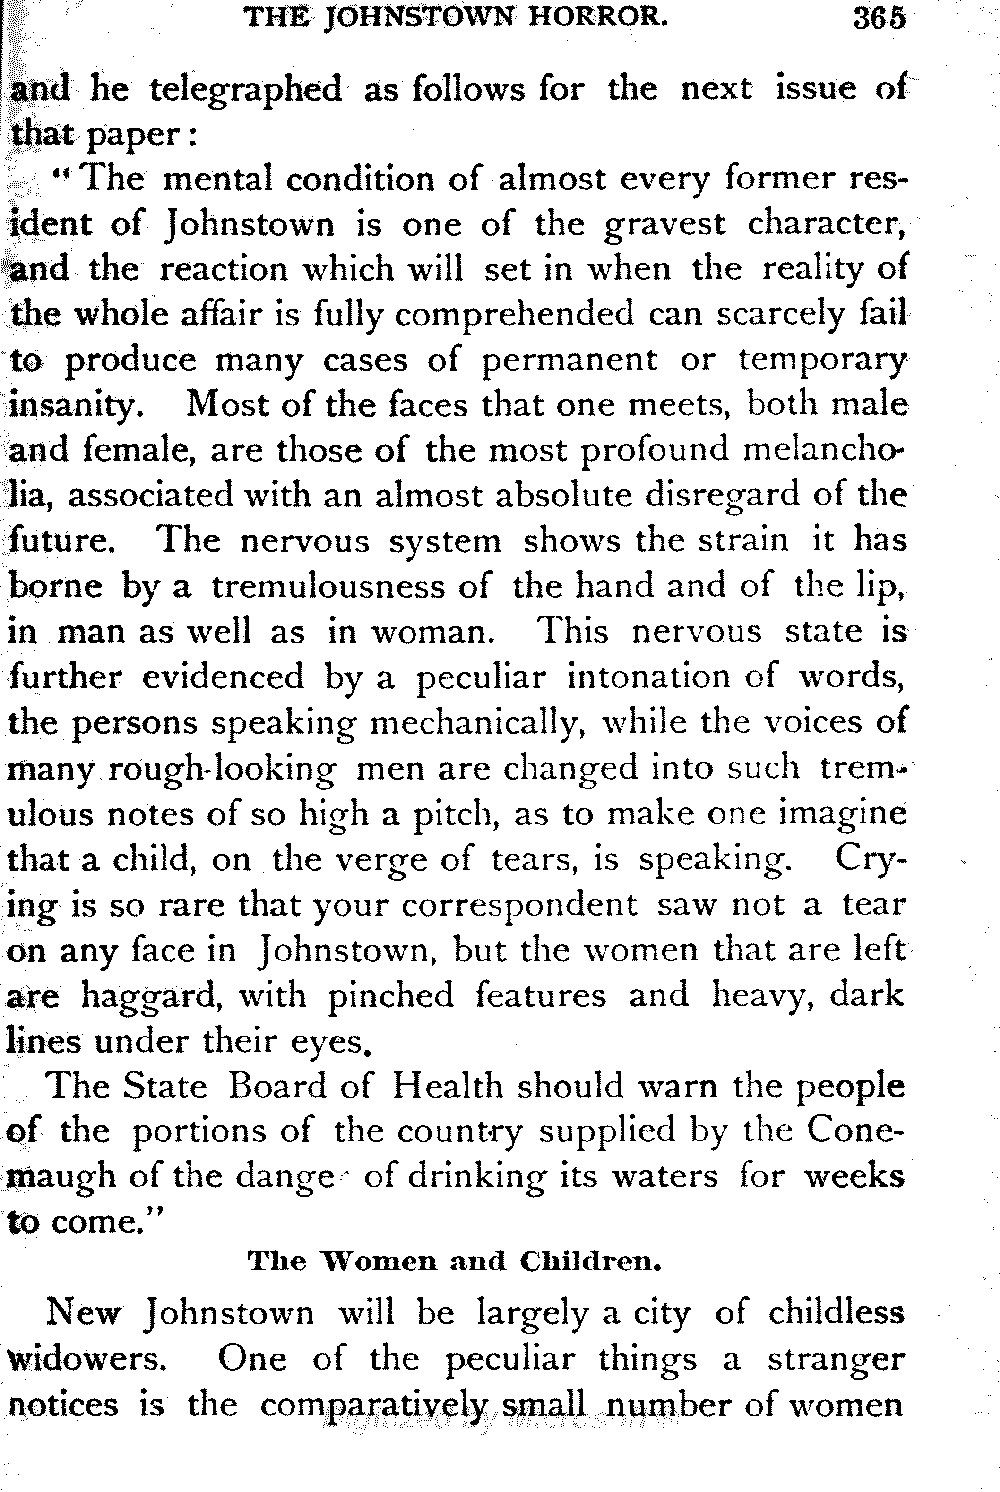 THE JOHNSTOWN HORROR. 365
and he telegraphed as follows for the next issue of
that paper:
"The mental condition of almost every former res-
ident of Johnstown is one of the gravest character,
and the reaction which will set in when the reality of
the whole affair is fully comprehended can scarcely fail
to produce many cases of permanent or temporary
insanity. Most of the faces that one meets, both male
and female, are those of the most profound melancho-
lia, associated with an almost absolute disregard of the
future. The nervous system shows the strain it has
borne by a tremulousness of the hand and of the lip,
in man as well as in woman. This nervous state is
further evidenced by a peculiar intonation of words,
the persons speaking mechanically, while the voices of
many rough-looking men are changed into such trem-
ulous notes of so high a pitch, as to make one imagine
that a child, on the verge of tears, is speaking. Cry-
ing is so rare that your correspondent saw not a tear
on any face in Johnstown, but the women that are left
are haggard, with pinched features and heavy, dark
lines under their eyes.
The State Board of Health should warn the people
of the portions of the country supplied by the Cone-
maugh of the dange of drinking its waters for weeks
to come."
The Women and Children.
New Johnstown will be largely a city of childless
widowers. One of the peculiar things a stranger
notices is the comparatively small number of women